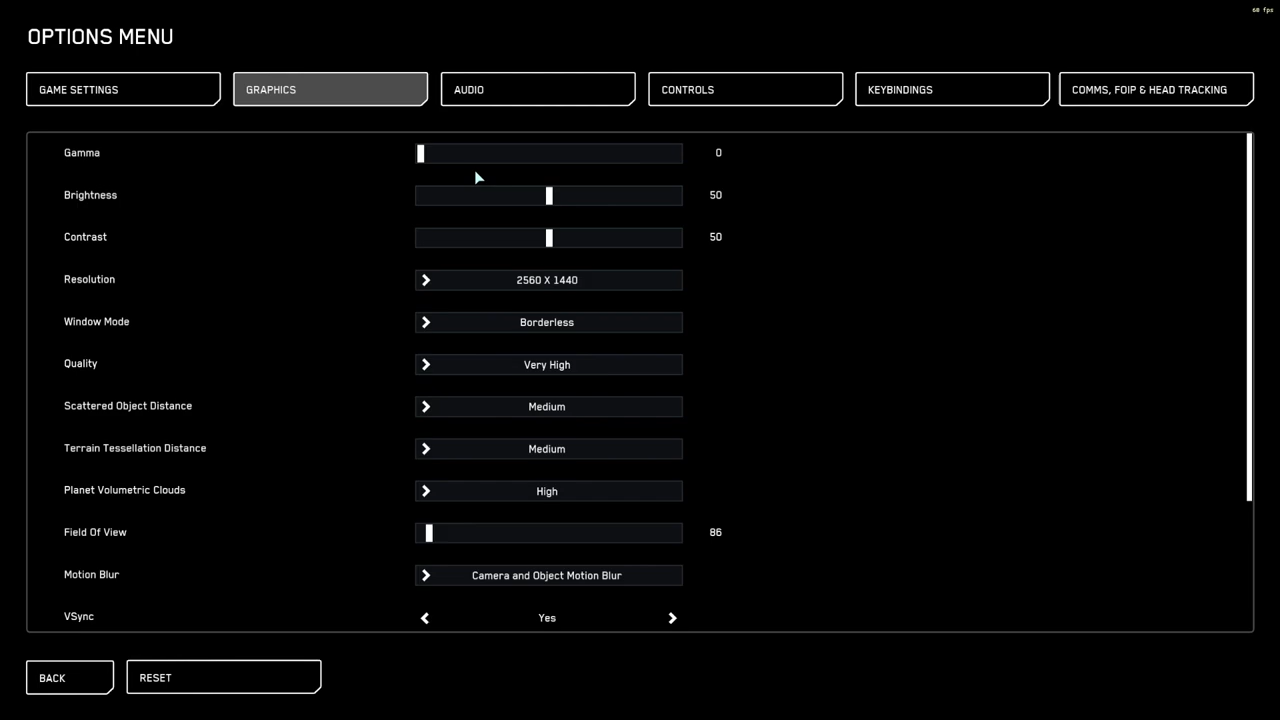 60 fps
OPTIONS MENU
GAME SETTINGS GRAPHICS AUDIO CONTROLS KEYBINDINGS COMMS, FOIP & HEAD TRACKING
Gamma 0
Brightness 50
Contrast 50
Resolution 2560 X 1440
Window Mode Borderless
Quality Very High
Scattered Object Distance Medium
Terrain Tessellation Distance Medium
Planet Volumetric Clouds High
Field Of View 86
Motion Blur Camera and Object Motion Blur
VSync Yes
BACK RESET